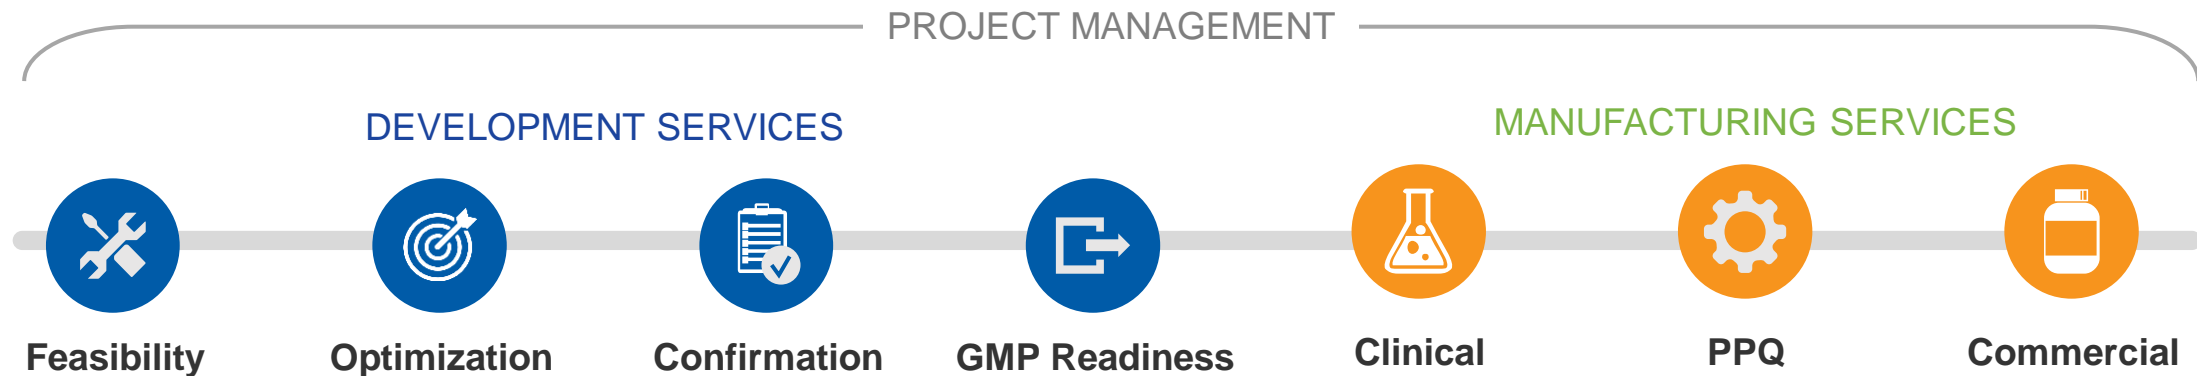 PROJECT MANAGEMENT
DEVELOPMENT SERVICES
MANUFACTURING SERVICES
Feasibility
Optimization
Confirmation
GMP Readiness
Clinical
PPQ
Commercial